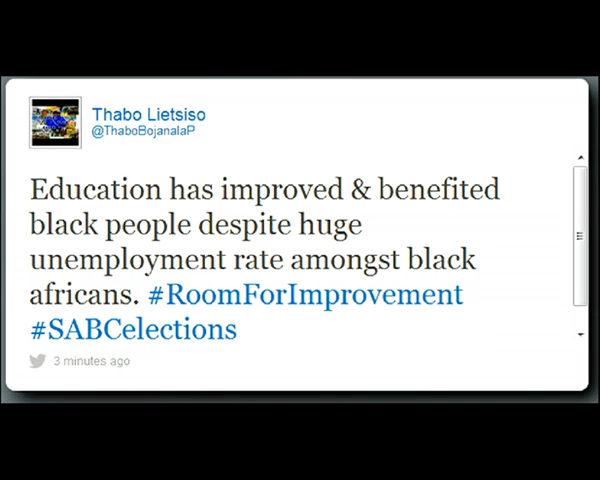 Thabo Lietsiso
@ThaboBojanalaP
Education has improved & benefited
black people despite huge
unemployment rate amongst black
africans. #RoomForImprovement
#SABCelections
3 minutes ago